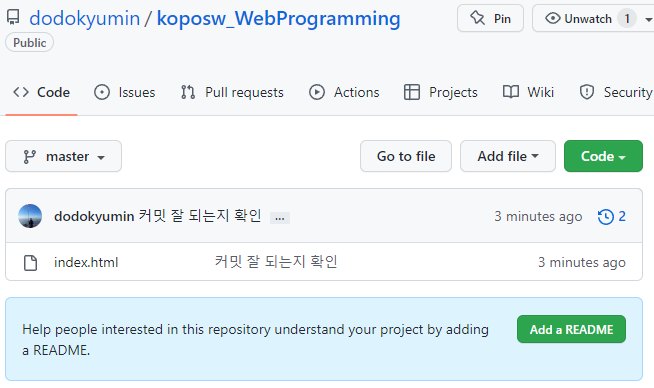 dodokyumin / koposw_WebProgramming
Pin
Unwatch 1
Public
Code Issues Pull requests Actions Projects Wiki Security
master
Go to file Add file Code
dodokyumin 커밋 잘 되는지 확인 ... 3 minutes ago 2
index.html 커밋 잘 되는지 확인 3 minutes ago
Help people interested in this repository understand your project by adding
a README.
Add a README